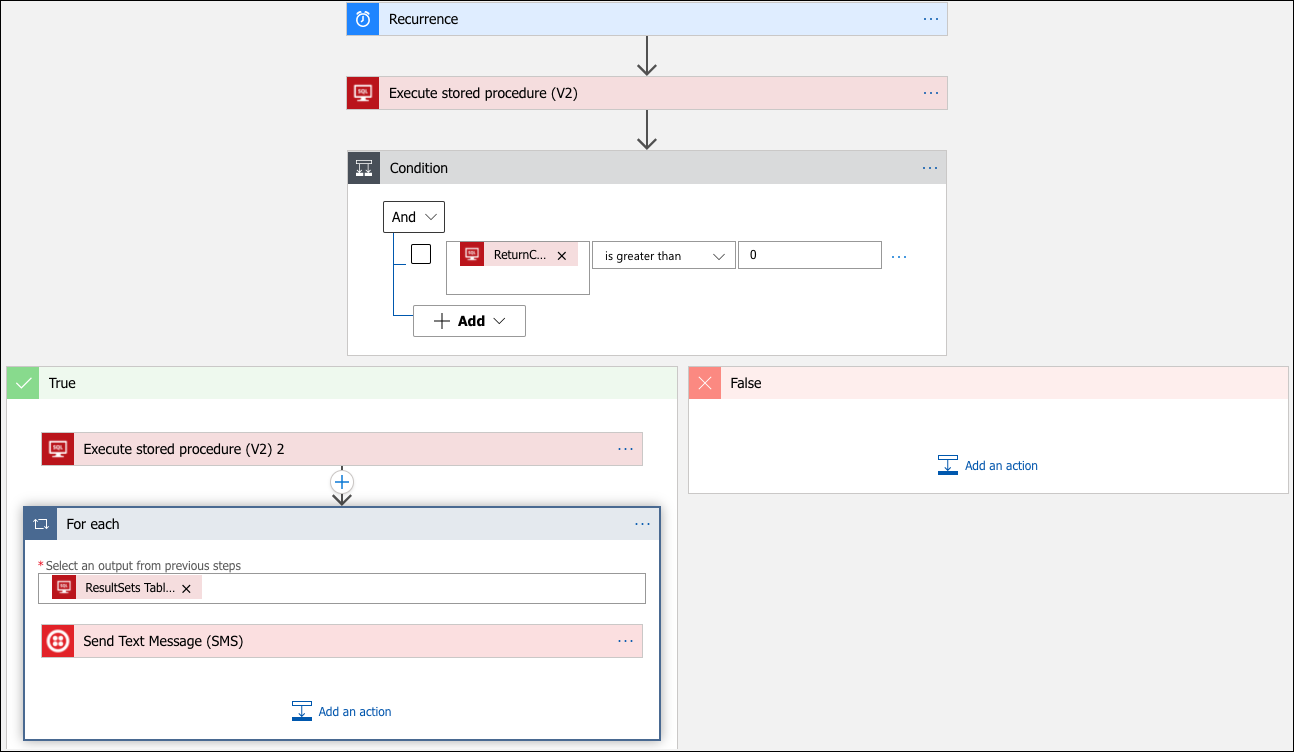 Recurrence
...
Execute stored procedure (V2)
...
Condition
...
And
ReturnC...
is greater than
0
...
Add
True
False
Execute stored procedure (V2) 2
...
Add an action
For each
...
*Select an output from previous steps
ResultSets Tabl...
Send Text Message (SMS)
...
Add an action